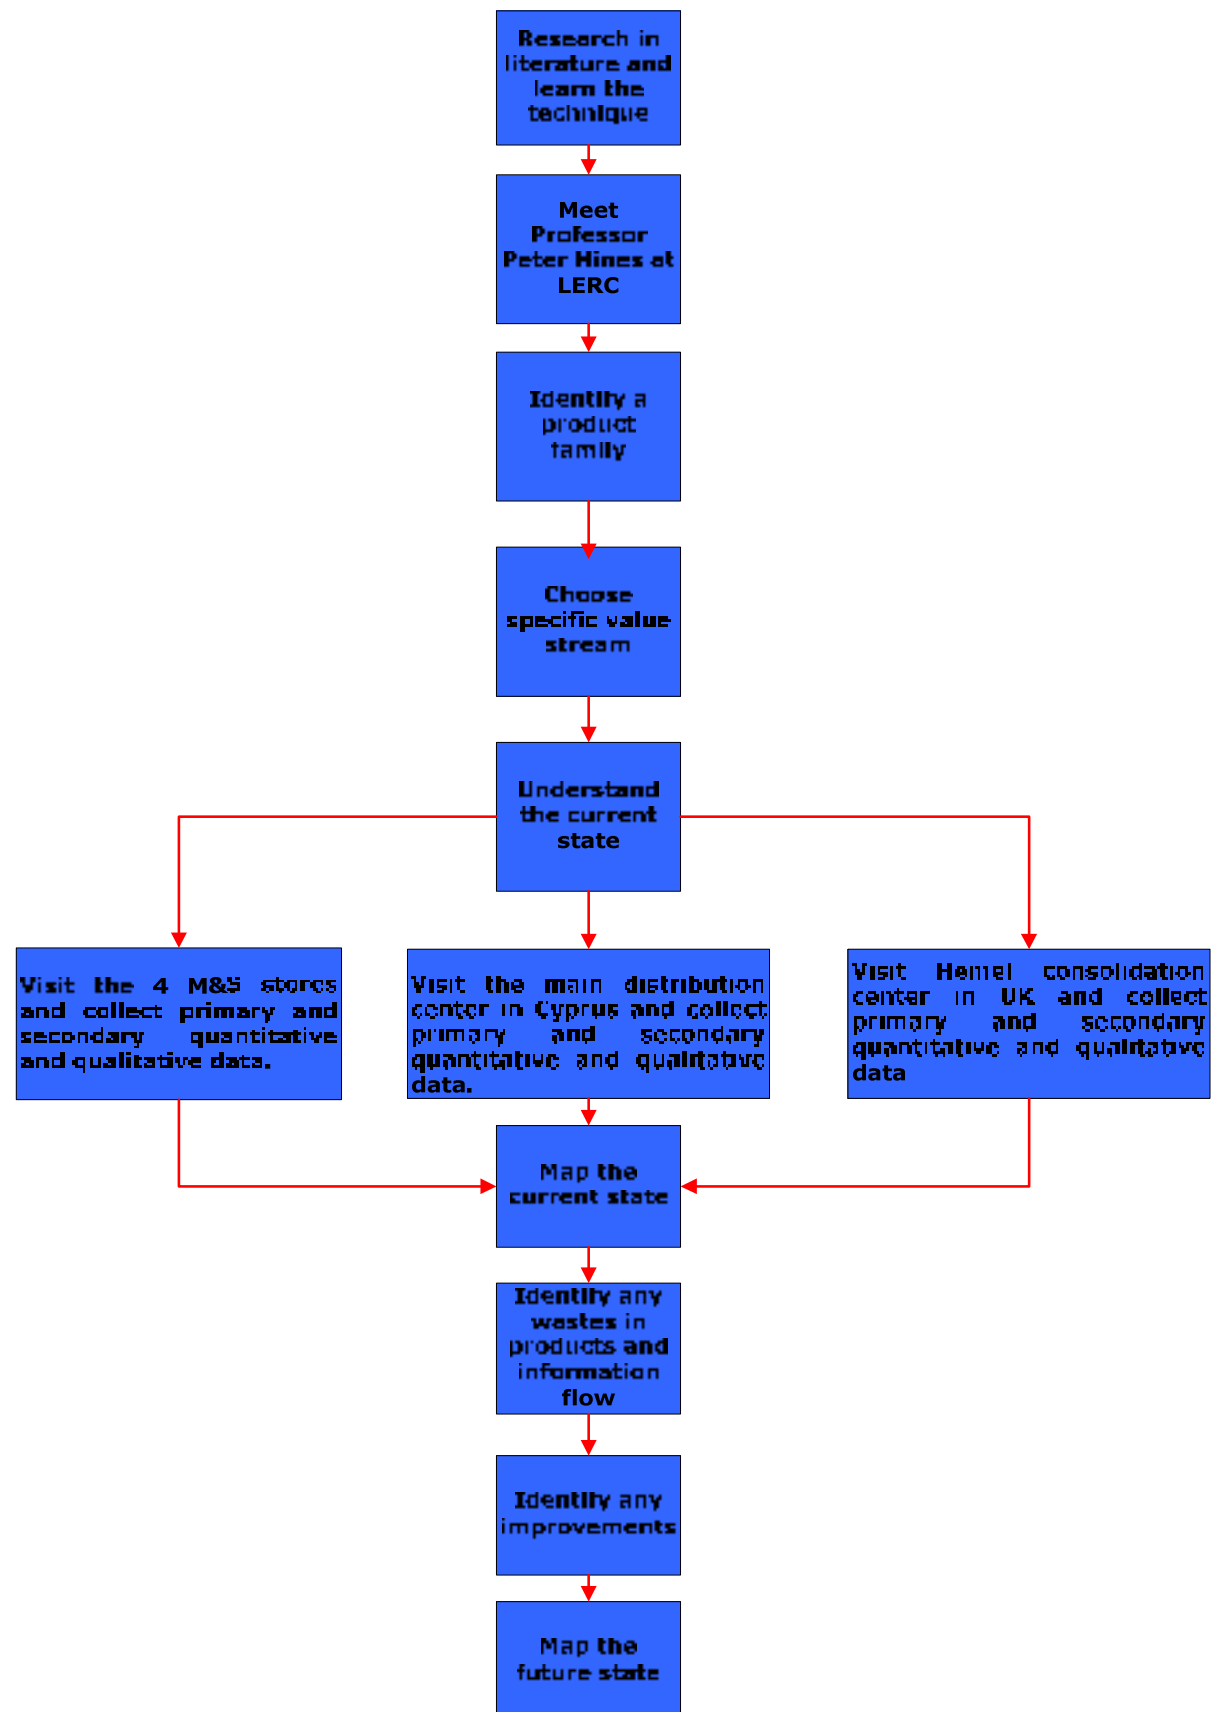 Research in
literature and
learn the
technique
Meet
Professor
Peter Hines at
LERC
Identify a
product
family
Choose
specific value
stream
Understand
the current
state
Visit the 4 M&S stores
and collect primary and
secondary quantitative
and qualitative data.
Visit the main distribution
center in Cyprus and collect
primary and secondary
quantitative and qualitative
data.
Visit Hemel consolidation
center in UK and collect
primary and secondary
quantitative and qualitative
data
Map the
current state
Identify any
wastes in
products and
information
flow
Identify any
improvements
Map the
future state